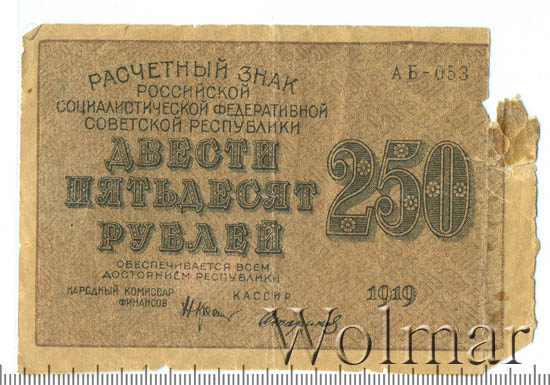 РАСЧЕТНЫЙ ЗНАК
АБ-053
РОССИЙСКОЙ
СОЦИАЛИСТИЧЕСКОЙ ФЕДЕРАТИВНОЙ
СОВЕТСКОЙ РЕСПУБЛИКИ
ДВЕСТИ
ПЯТЬДЕСЯТ
РУБЛЕЙ
250
ОБЕСПЕЧИВАЕТСЯ ВСЕМ
ДОСТОЯНИЕМ РЕСПУБЛИКИ
НАРОДНЫЙ КОМИССАР
ФИНАНСОВ
КАССИР
1919
Wolmar